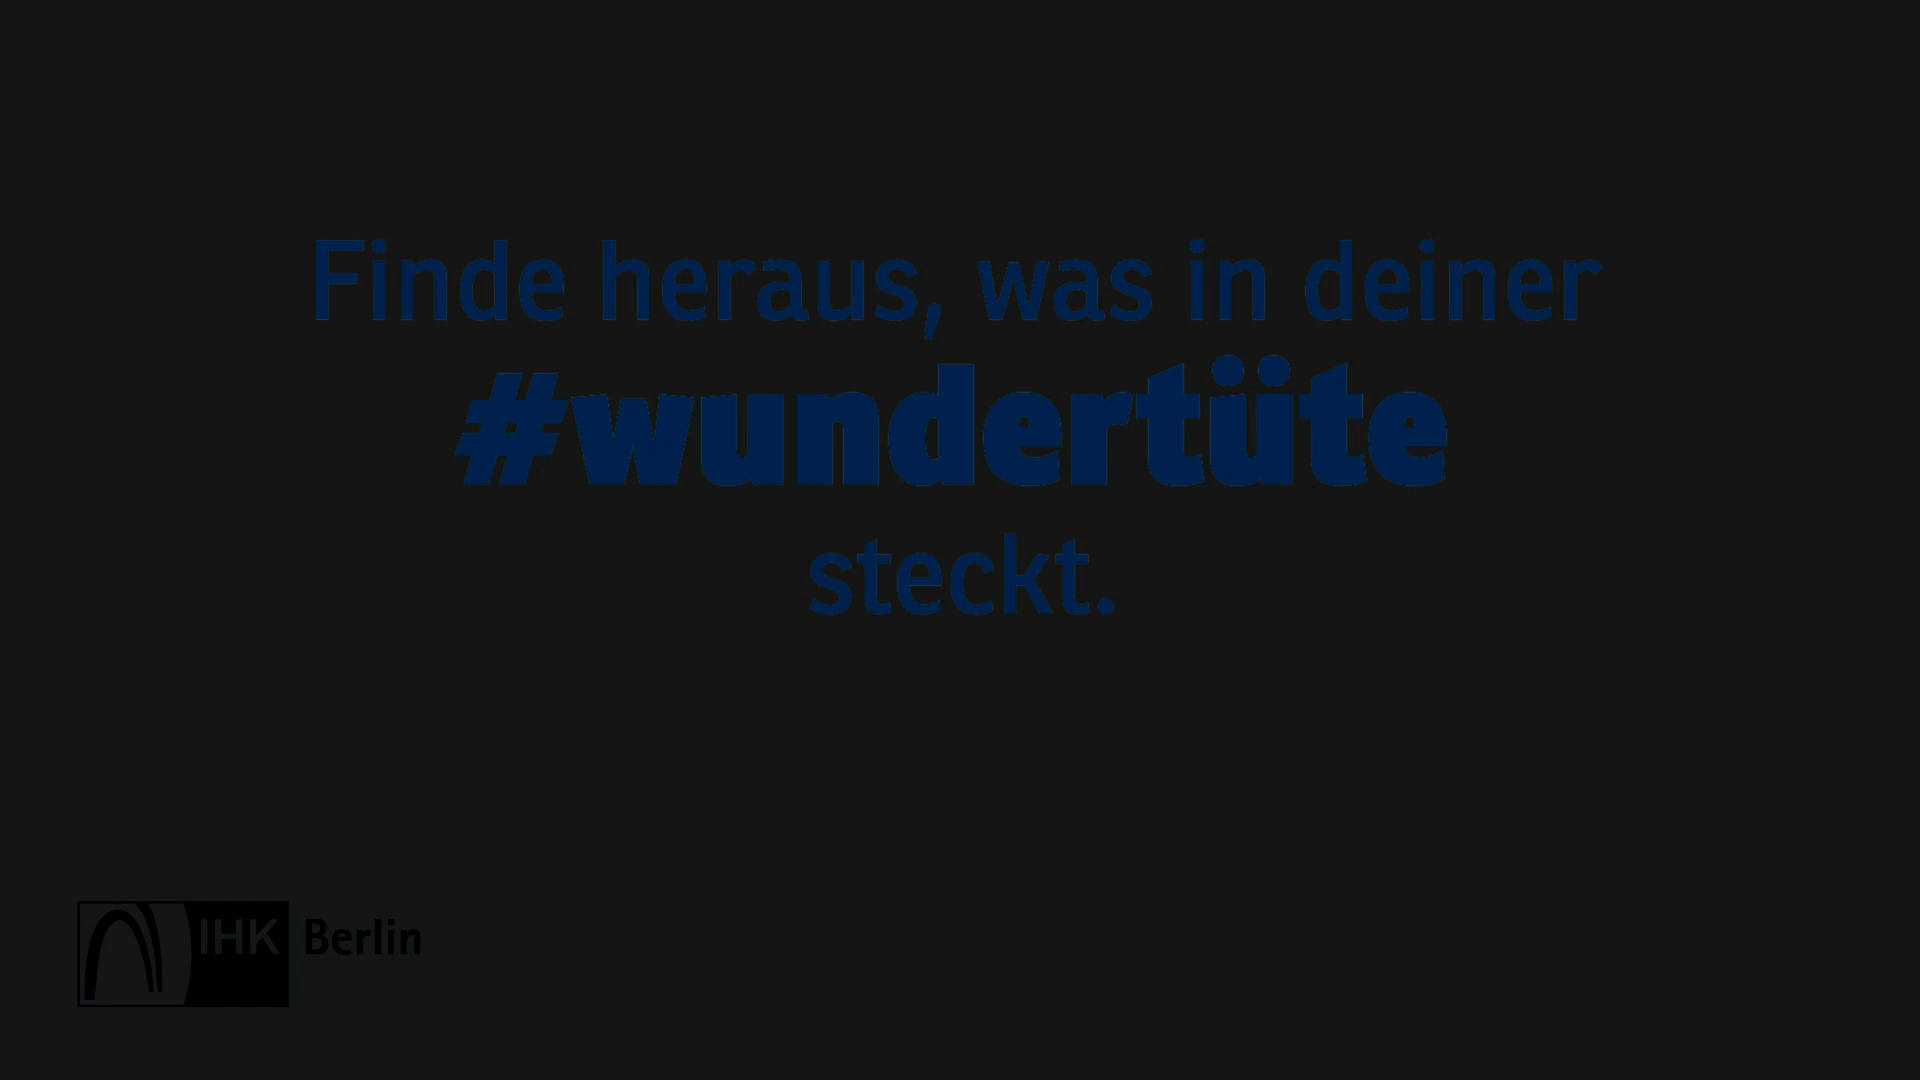 Finde heraus, was in deiner
#wundertüte
steckt.
IHK Berlin